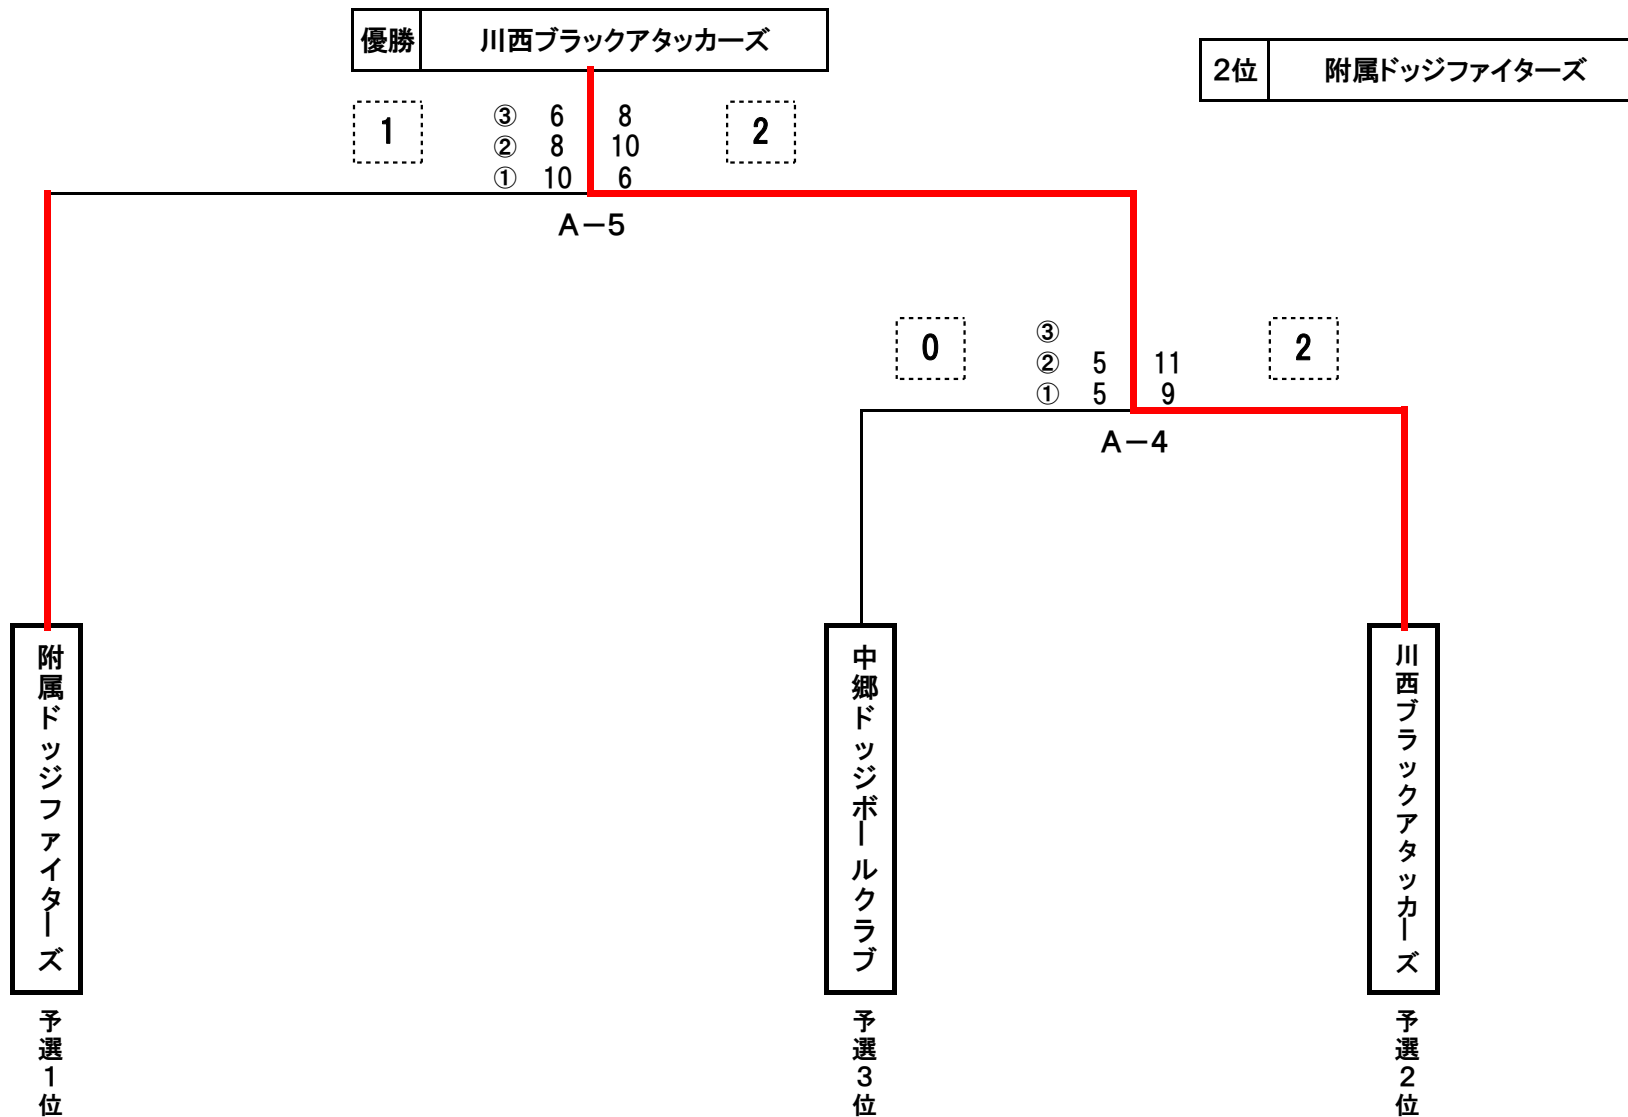 優勝 川西ブラックアタッカーズ
2位 附属ドッジファイターズ
1 ③ 6 8 2
② 8 10
① 10 6
A－5
0 ③ 2
② 5 11
① 5 9
A－4
附属ドッジファイターズ
中郷ドッジボールクラブ
川西ブラックアタッカーズ
予選1位
予選3位
予選2位